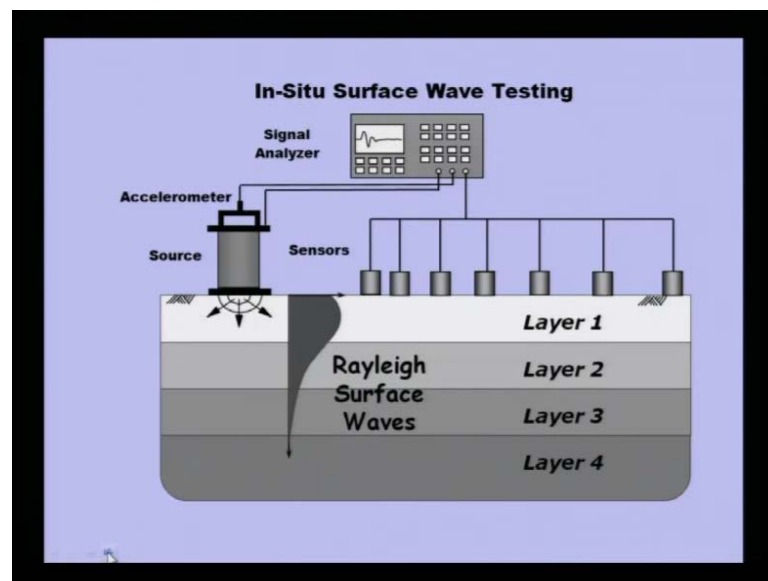 In-Situ Surface Wave Testing
Signal
Analyzer
Accelerometer
Source
Sensors
Layer 1
Rayleigh
Surface
Waves
Layer 2
Layer 3
Layer 4